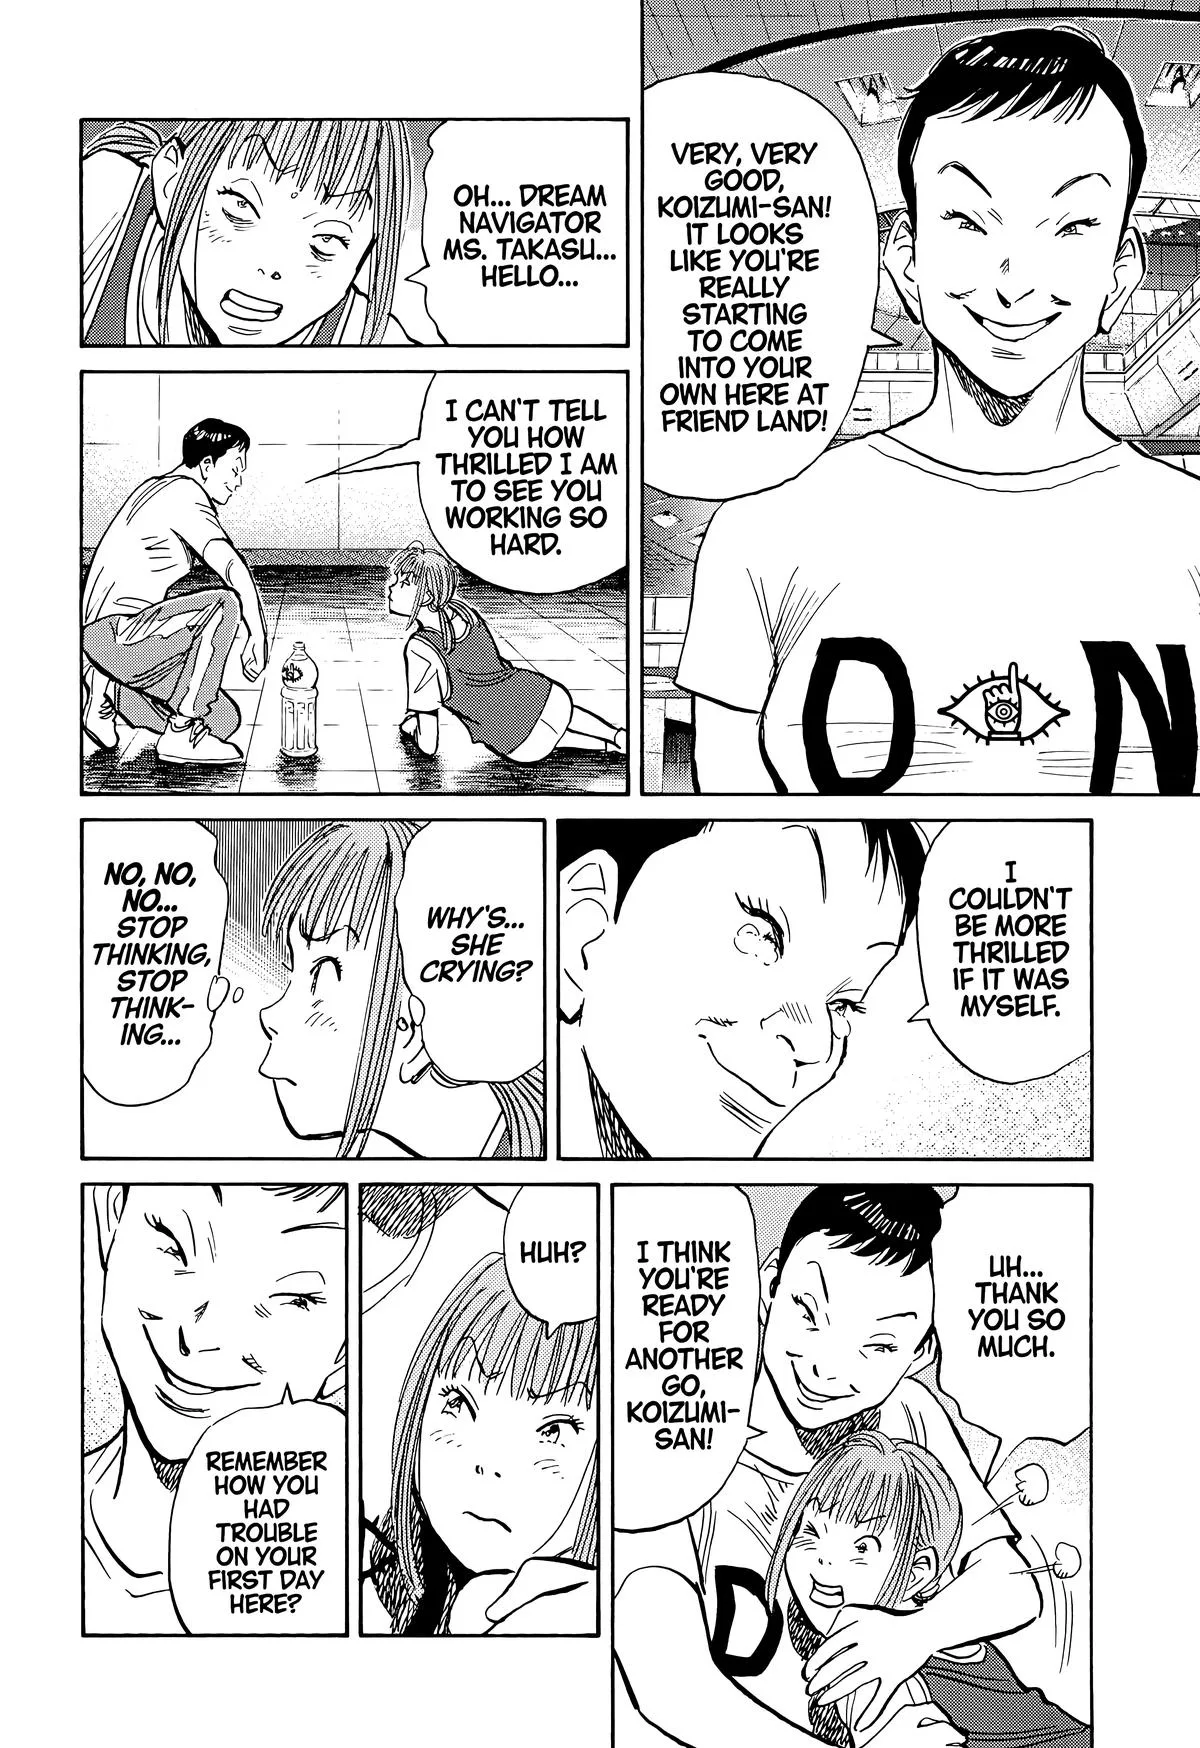 VERY, VERY
GOOD,
KOIZUMI-SAN!
IT LOOKS
LIKE YOU'RE
REALLY
STARTING
TO COME
INTO YOUR
OWN HERE AT
FRIEND LAND!
D N
OH... DREAM
NAVIGATOR
MS. TAKASU...
HELLO...
I CAN'T TELL
YOU HOW
THRILLED I AM
TO SEE YOU
WORKING SO
HARD.
I
COULDN'T
BE MORE
THRILLED
IF IT WAS
MYSELF.
WHY'S...
SHE
CRYING?
NO, NO,
NO...
STOP
THINKING,
STOP
THINK-
ING...
UH...
THANK
YOU SO
MUCH.
I THINK
YOU'RE
READY
FOR
ANOTHER
GO,
KOIZUMI-
SAN!
D
HUH?
REMEMBER
HOW YOU
HAD
TROUBLE
ON YOUR
FIRST DAY
HERE?